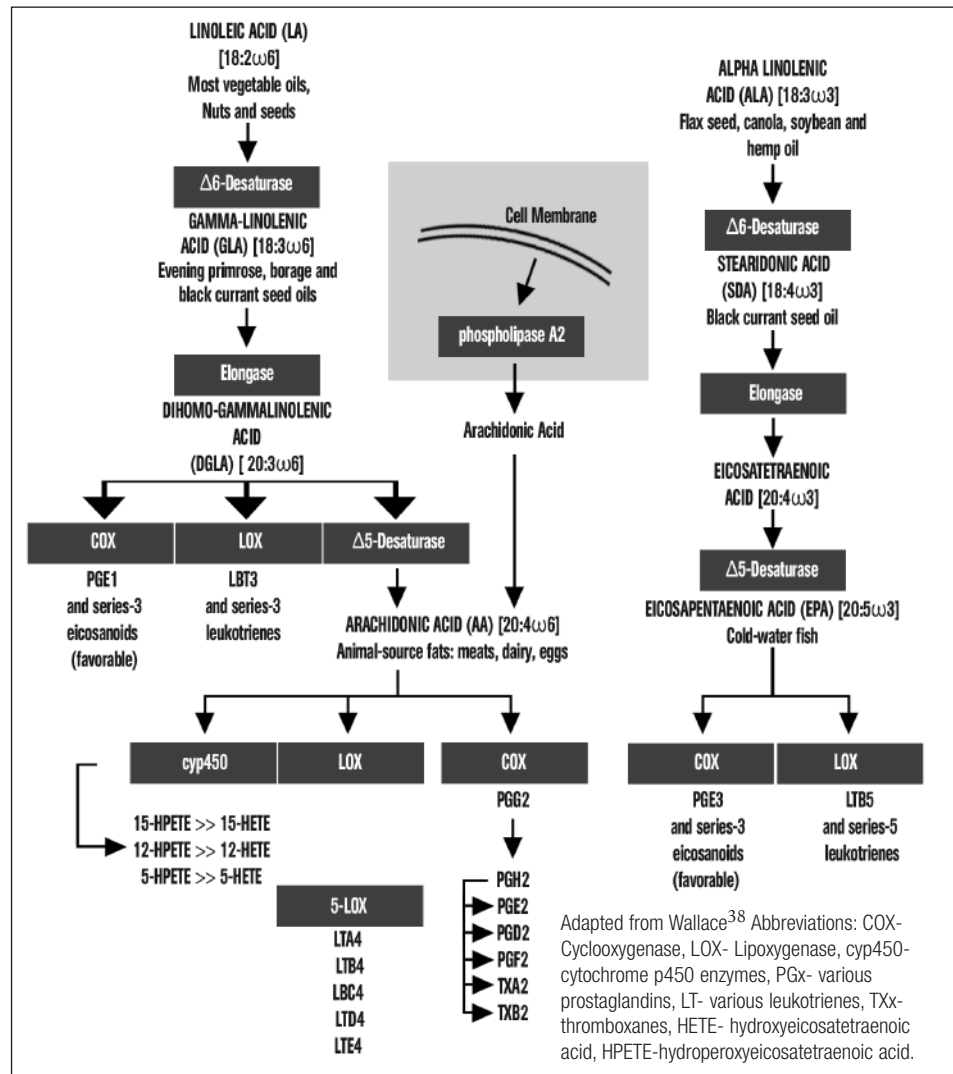 LINOLEIC ACID (LA)
[18:2ω6]
Most vegetable oils,
Nuts and seeds
Δ6-Desaturase
GAMMA-LINOLENIC
ACID (GLA) [18:3ω6]
Evening primrose, borage and
black currant seed oils
Elongase
DIHOMO-GAMMALINOLENIC
ACID
(DGLA) [ 20:3ω6]
COX
PGE1
and series-3
eicosanoids
(favorable)
LOX
LBT3
and series-3
leukotrienes
Δ5-Desaturase
Cell Membrane
phospholipase A2
Arachidonic Acid
ARACHIDONIC ACID (AA) [20:4ω6]
Animal-source fats: meats, dairy, eggs
cyp450
15-HPETE >> 15-HETE
12-HPETE >> 12-HETE
5-HPETE >> 5-HETE
LOX
5-LOX
LTA4
LTB4
LBC4
LTD4
LTE4
COX
PGG2
PGH2
PGE2
PGD2
PGF2
TXA2
TXB2
ALPHA LINOLENIC
ACID (ALA) [18:3ω3]
Flax seed, canola, soybean and
hemp oil
Δ6-Desaturase
STEARIDONIC ACID
(SDA) [18:4ω3]
Black currant seed oil
Elongase
EICOSATETRAENOIC
ACID [20:4ω3]
Δ5-Desaturase
EICOSAPENTAENOIC ACID (EPA) [20:5ω3]
Cold-water fish
COX
PGE3
and series-3
eicosanoids
(favorable)
LOX
LTB5
and series-5
leukotrienes
Adapted from Wallace38 Abbreviations: COX-
Cyclooxygenase, LOX- Lipoxygenase, cyp450-
cytochrome p450 enzymes, PGx- various
prostaglandins, LT- various leukotrienes, TXx-
thromboxanes, HETE- hydroxyeicosatetraenoic
acid, HPETE-hydroperoxyeicosatetraenoic acid.